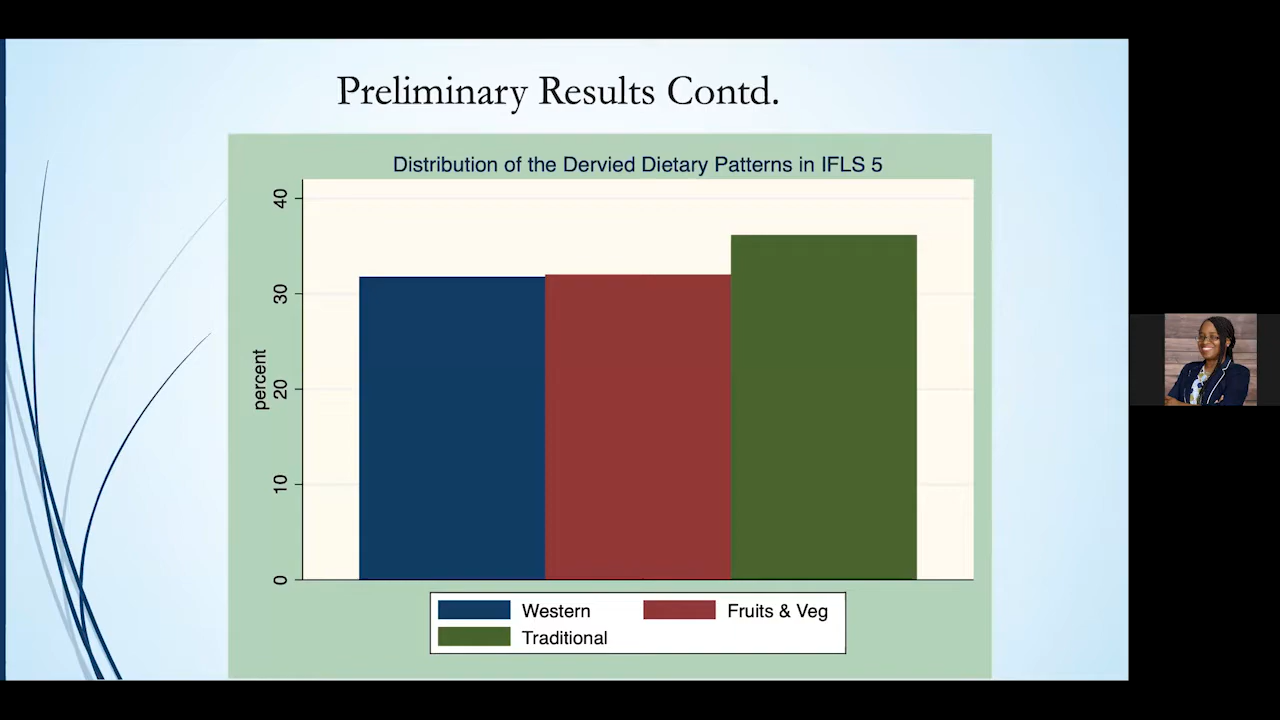 Preliminary Results Contd.
Distribution of the Dervied Dietary Patterns in IFLS 5
40
30
20
10
0
percent
Western
Fruits & Veg
Traditional